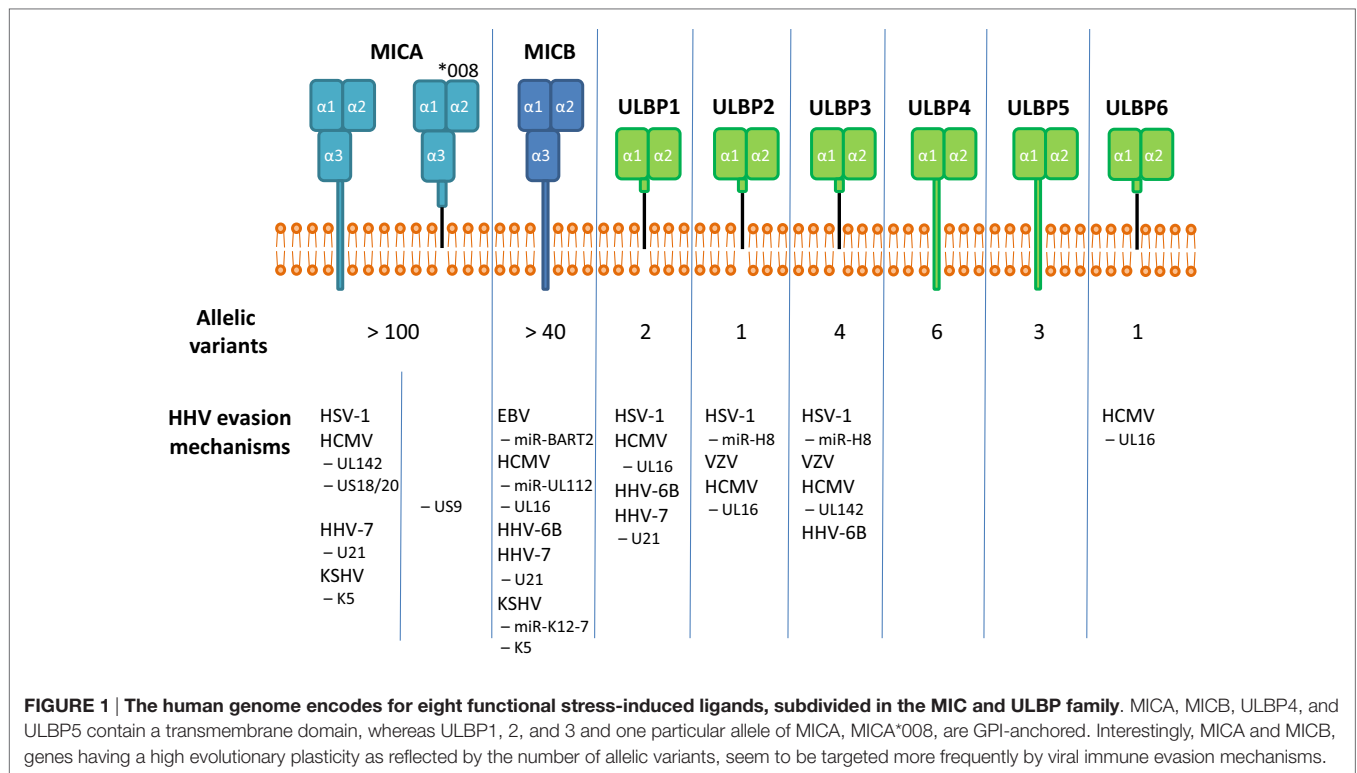 MICA
*008
MICB
ULBP1
ULBP2
ULBP3
ULBP4
ULBP5
ULBP6
α1 α2
α3
α1 α2
α3
α1 α2
α3
α1 α2
α1 α2
α1 α2
α1 α2
α1 α2
α1 α2
Allelic
variants
> 100
> 40
2
1
4
6
3
1
HHV evasion
mechanisms
HSV-1
HCMV
– UL142
– US18/20
HHV-7
– U21
KSHV
– K5
– US9
EBV
– miR-BART2
HCMV
– miR-UL112
– UL16
HHV-6B
HHV-7
– U21
KSHV
– miR-K12-7
– K5
HSV-1
HCMV
– UL16
HHV-6B
HHV-7
– U21
HSV-1
– miR-H8
VZV
HCMV
– UL16
HSV-1
– miR-H8
VZV
HCMV
– UL142
HHV-6B
HCMV
– UL16
FIGURE 1 | The human genome encodes for eight functional stress-induced ligands, subdivided in the MIC and ULBP family. MICA, MICB, ULBP4, and
ULBP5 contain a transmembrane domain, whereas ULBP1, 2, and 3 and one particular allele of MICA, MICA*008, are GPI-anchored. Interestingly, MICA and MICB,
genes having a high evolutionary plasticity as reflected by the number of allelic variants, seem to be targeted more frequently by viral immune evasion mechanisms.